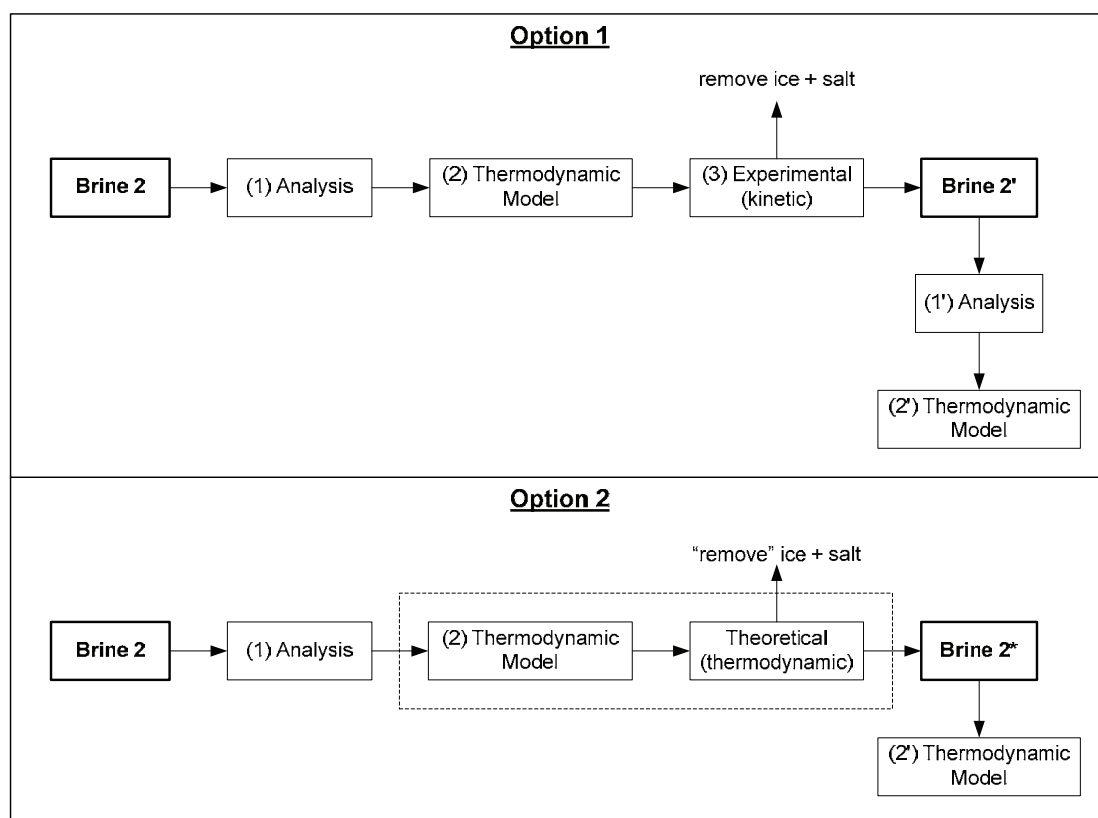 Option 1
remove ice + salt
Brine 2
(1) Analysis
(2) Thermodynamic
Model
(3) Experimental
(kinetic)
Brine 2'
(1') Analysis
(2') Thermodynamic
Model
Option 2
“remove” ice + salt
Brine 2
(1) Analysis
(2) Thermodynamic
Model
Theoretical
(thermodynamic)
Brine 2*
(2') Thermodynamic
Model